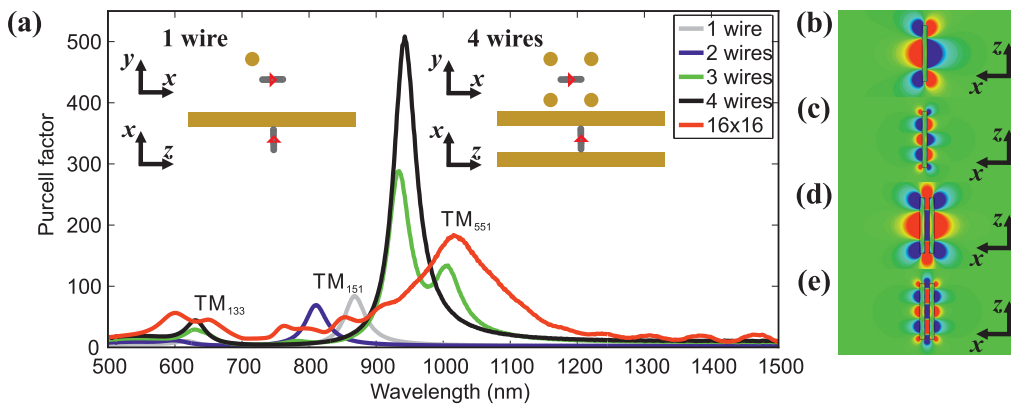 (a)
500
400
300
200
100
0
Purcell factor
500 600 700 800 900 1000 1100 1200 1300 1400 1500
Wavelength (nm)
1 wire
y
x
x
z
4 wires
y
x
x
z
1 wire
2 wires
3 wires
4 wires
16x16
TM133
TM151
TM551
(b)
z
x
(c)
z
x
(d)
z
x
(e)
z
x